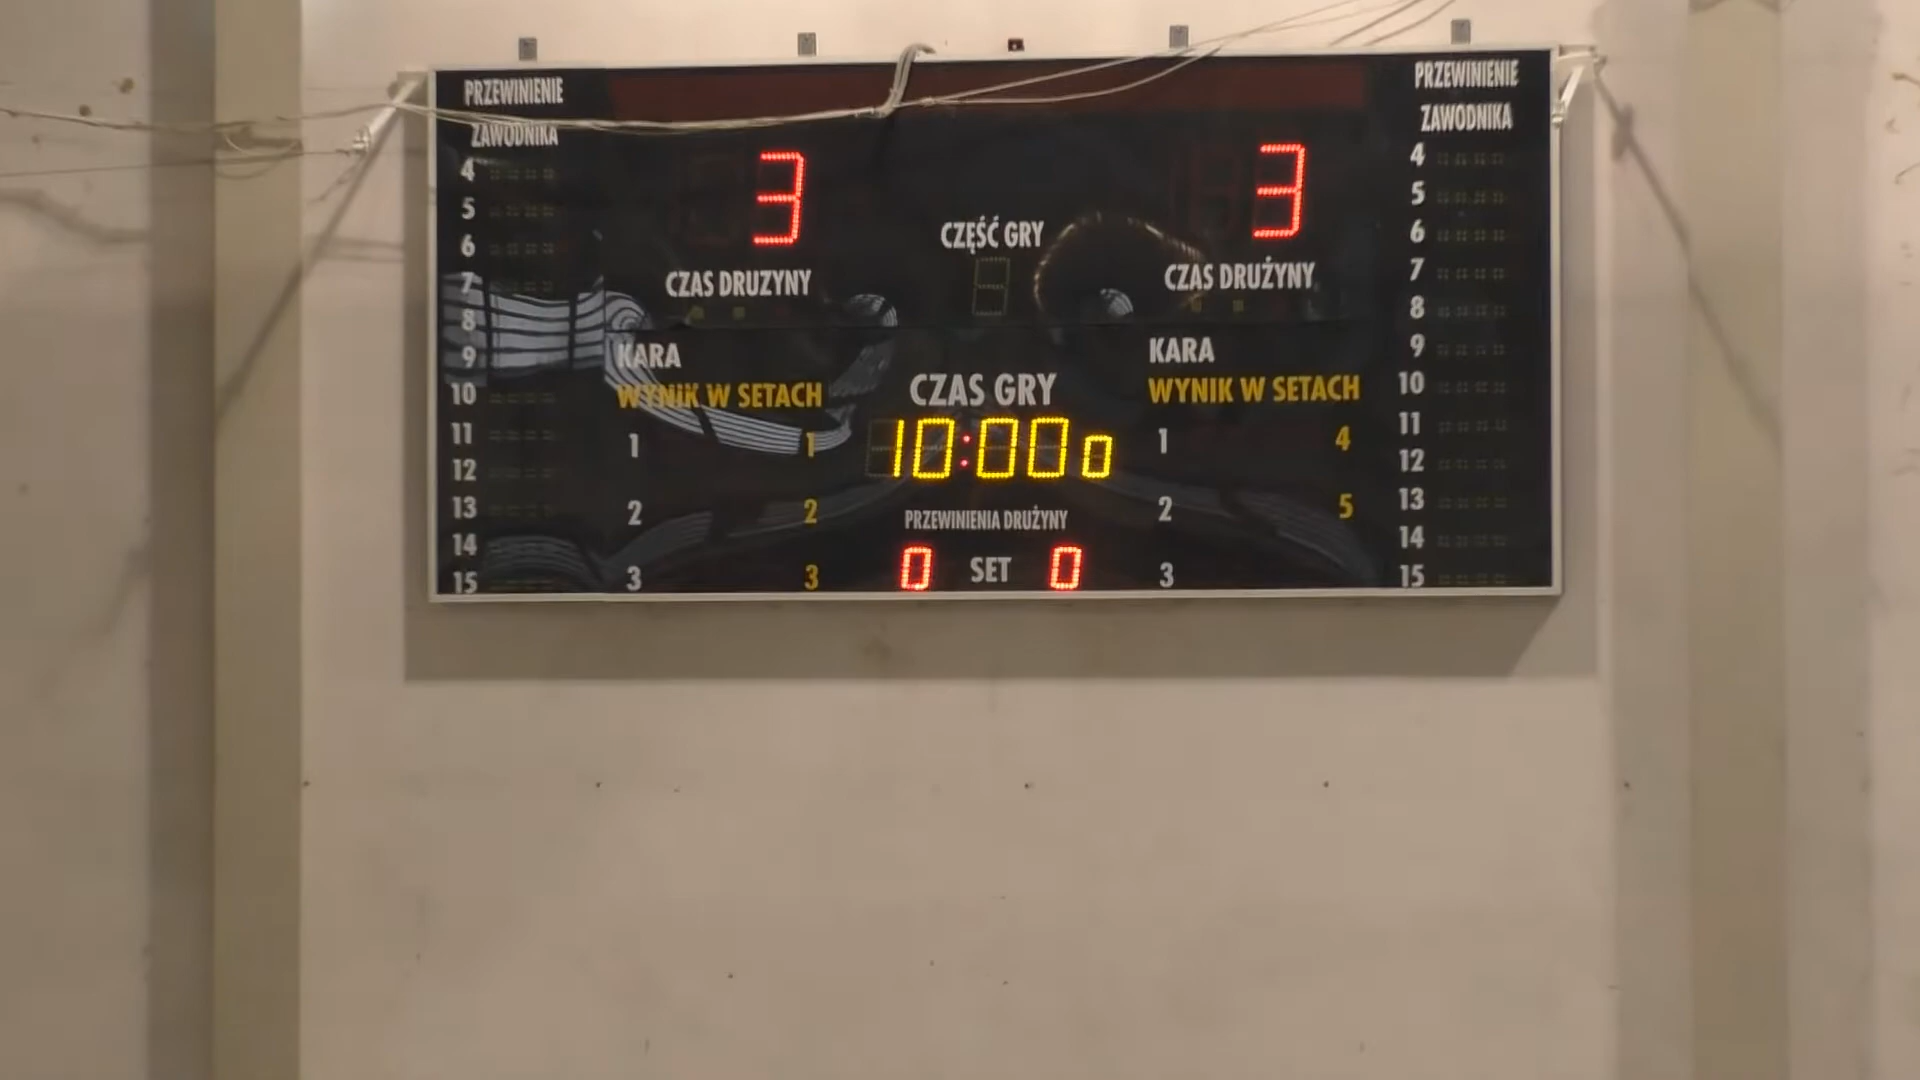 PRZEWINIENIE
ZAWODNIKA
4
5
6
7
8
9
10
11
12
13
14
15
3
CZAS DRUZYNY
KARA
WYNIK W SETACH
1 1
2 2
3 3
CZĘŚĆ GRY
CZAS GRY
10:000
PRZEWINIENIA DRUŻYNY
0 SET 0
3
CZAS DRUŻYNY
KARA
WYNIK W SETACH
1 4
2 5
3
PRZEWINIENIE
ZAWODNIKA
4
5
6
7
8
9
10
11
12
13
14
15